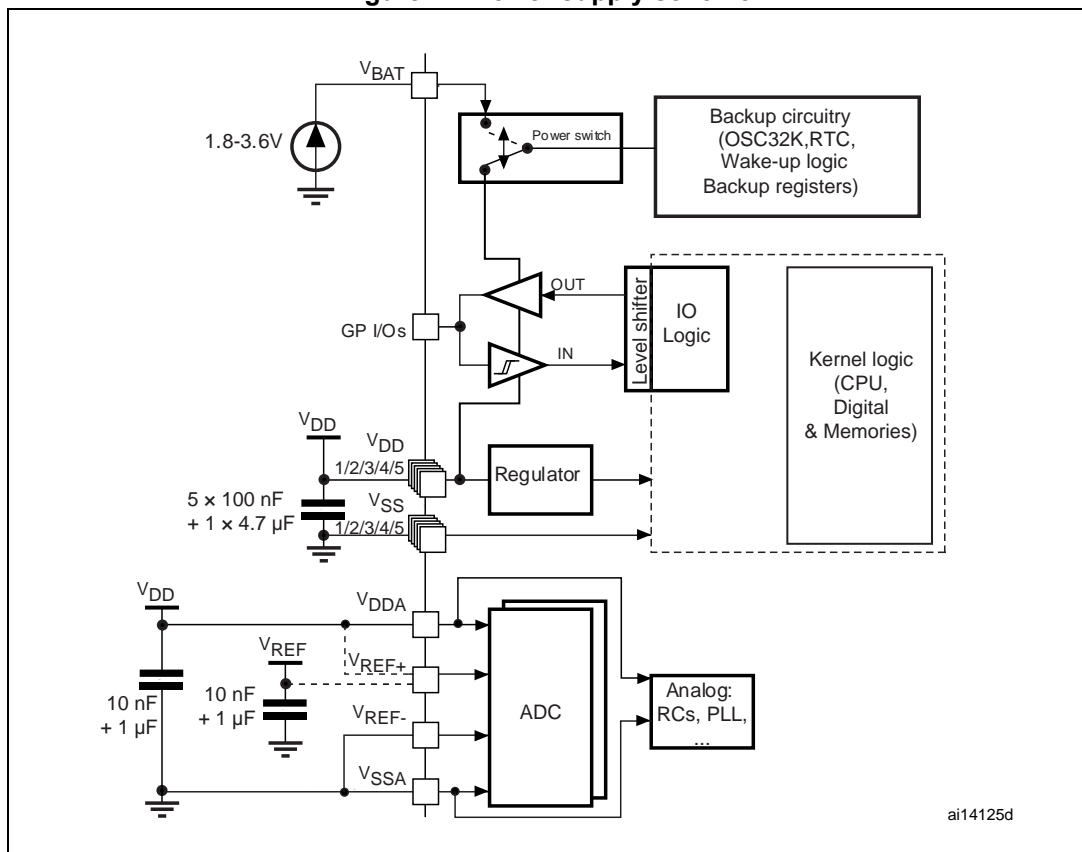 VBAT
1.8-3.6V
Power switch
Backup circuitry
(OSC32K,RTC,
Wake-up logic
Backup registers)
GP I/Os
OUT
IN
Level shifter
IO
Logic
Kernel logic
(CPU,
Digital
& Memories)
VDD
VDD
1/2/3/4/5
Regulator
5 × 100 nF
+ 1 × 4.7 µF
VSS
1/2/3/4/5
VDD
VDDA
VREF
VREF+
10 nF
+ 1 µF
10 nF
+ 1 µF
VREF-
VSSA
ADC
Analog:
RCs, PLL,
...
ai14125d